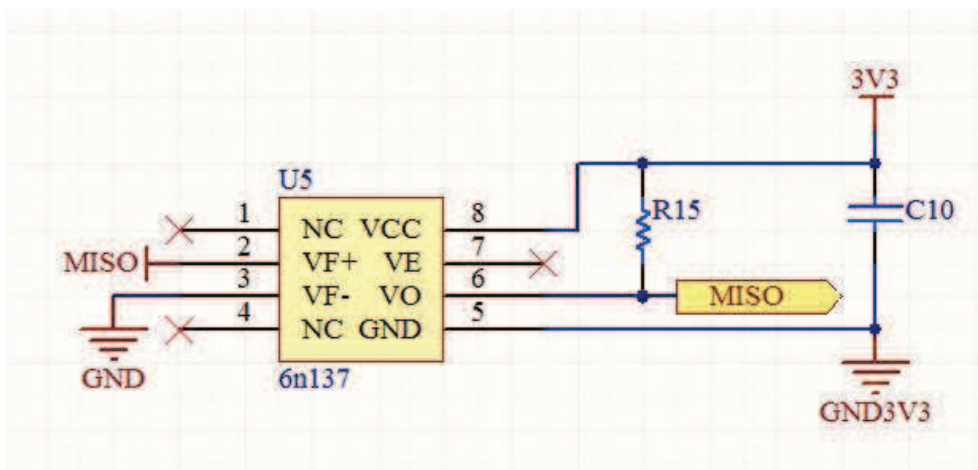 3V3
U5
1 NC VCC 8
R15
C10
MISO 2 VF+ VE 7
3 VF- VO 6
MISO
4 NC GND 5
GND
6n137
GND3V3